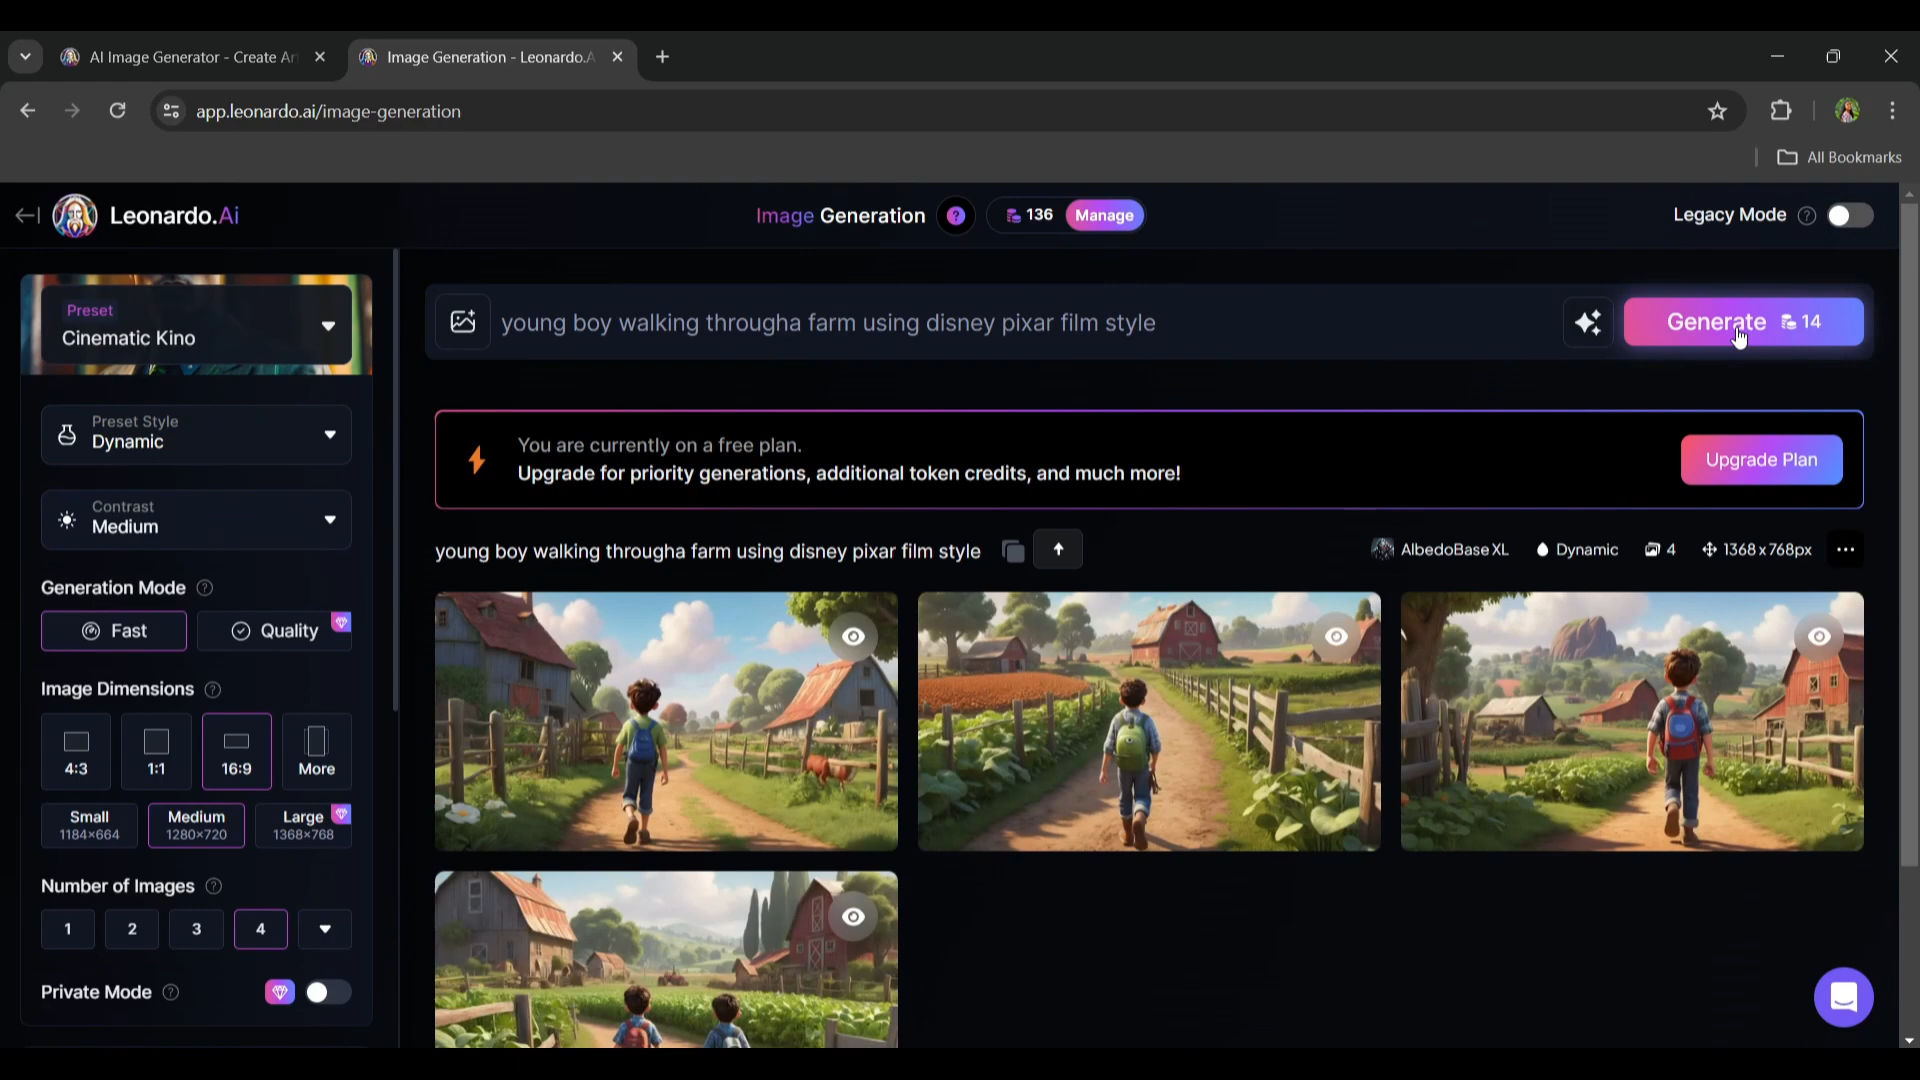 AI Image Generator - Create Ar
Image Generation - Leonardo.A
app.leonardo.ai/image-generation
All Bookmarks
Leonardo.Ai
Image Generation ? 136 Manage
Legacy Mode ?
Preset
Cinematic Kino
young boy walking througha farm using disney pixar film style
Generate 14
Preset Style
Dynamic
You are currently on a free plan.
Upgrade for priority generations, additional token credits, and much more!
Upgrade Plan
Contrast
Medium
young boy walking througha farm using disney pixar film style
AlbedoBase XL Dynamic 4 1368 x 768px
Generation Mode ?
Fast Quality
Image Dimensions ?
4:3 1:1 16:9 More
Small Medium Large
1184×664 1280×720 1368×768
Number of Images ?
1 2 3 4
Private Mode ?